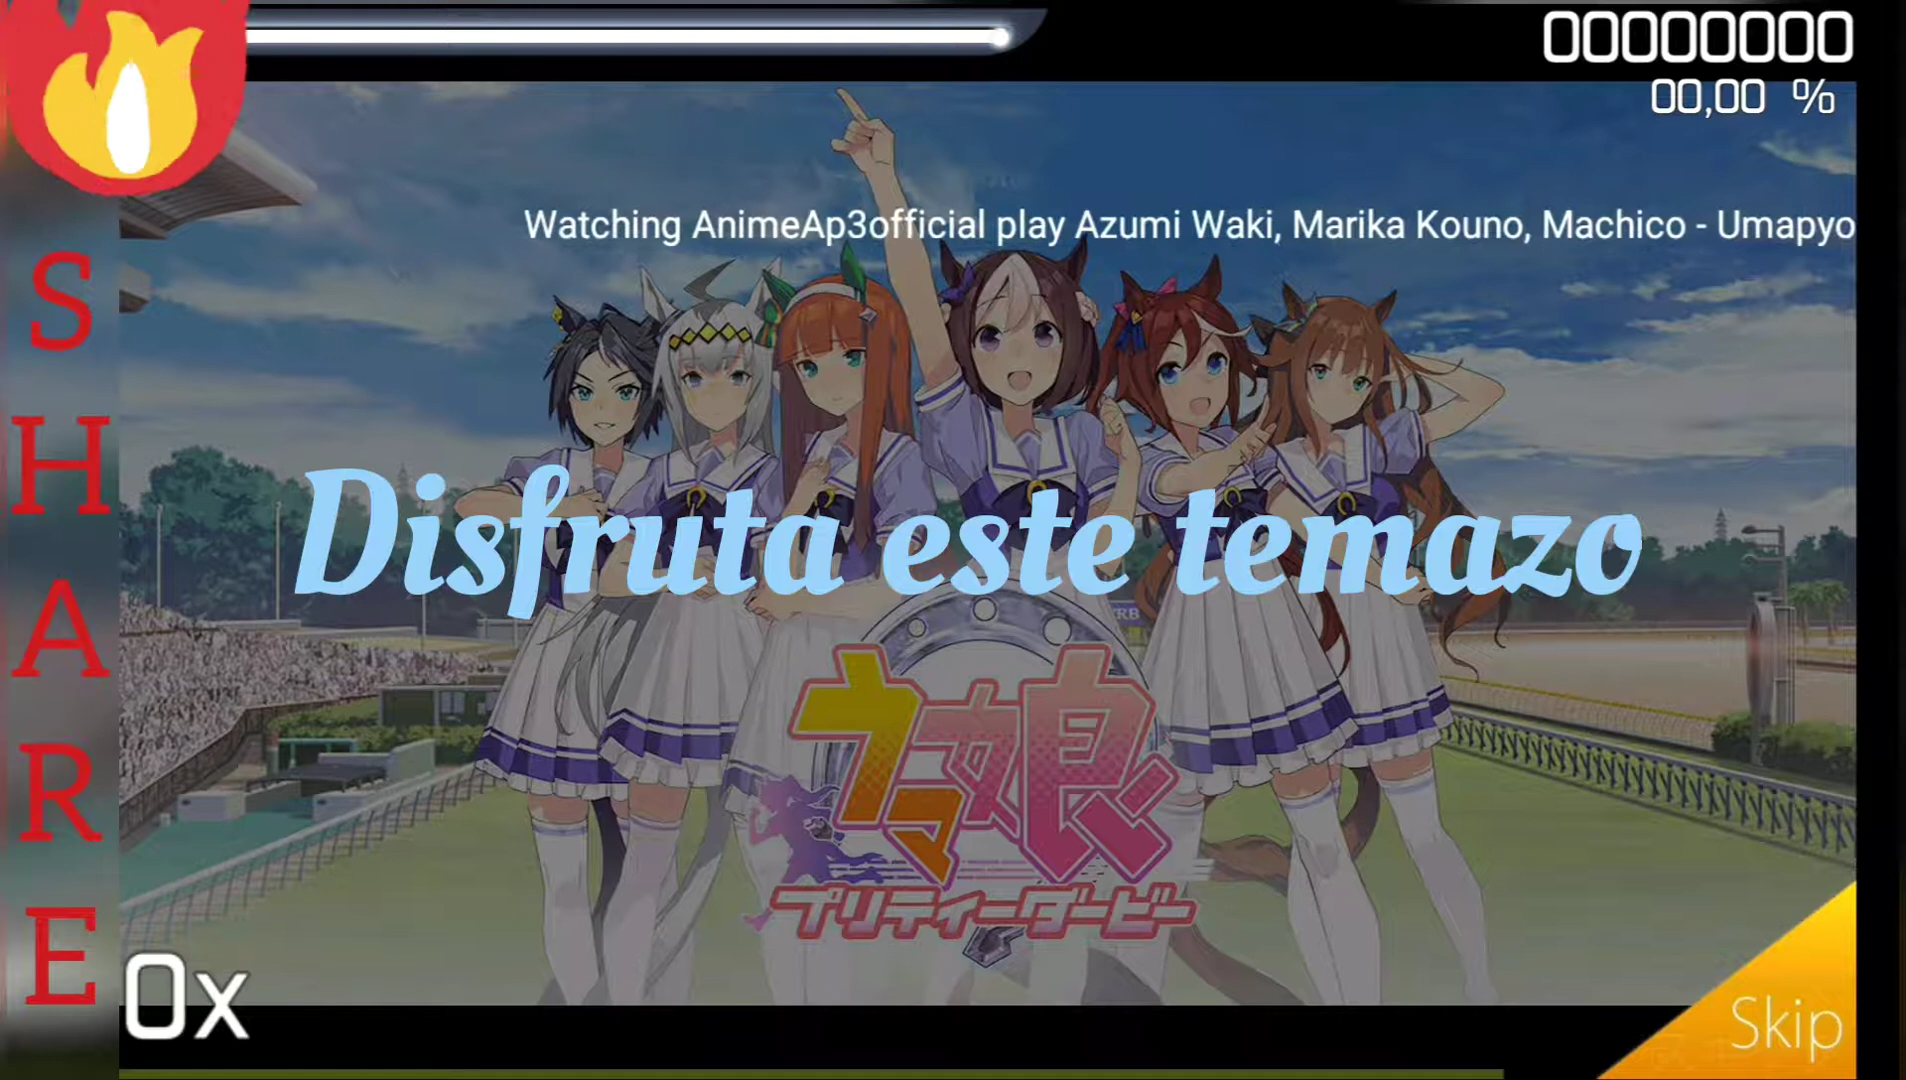 00000000
00,00 %
Watching AnimeAp3official play Azumi Waki, Marika Kouno, Machico - Umapyo
SHARE
Disfruta este temazo
ウマ娘
プリティーダービー
0x
Skip